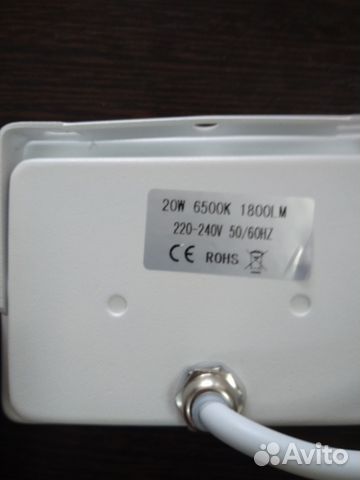 20W 6500K 1800LM
220-240V 50/60HZ
CE ROHS
Avito